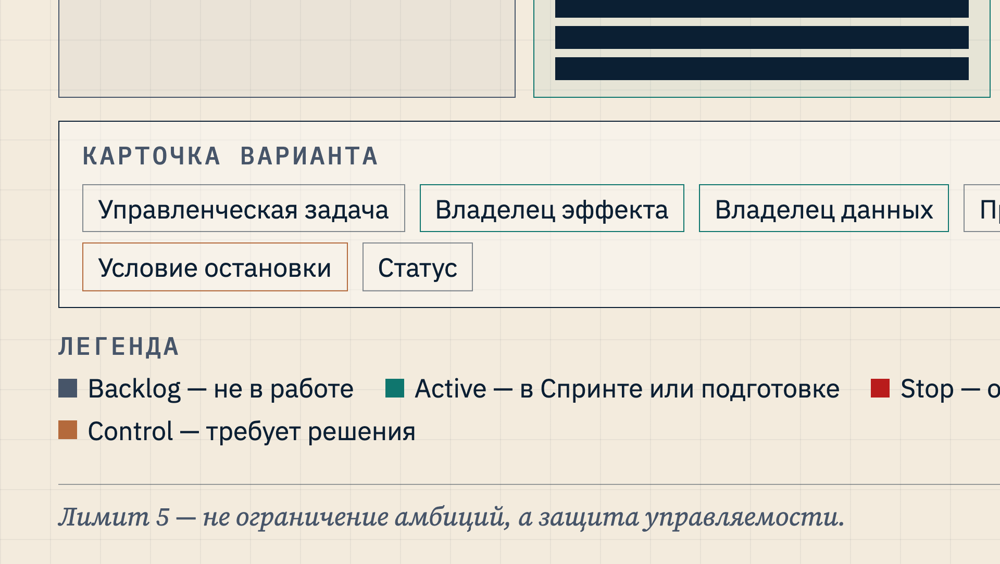 КАРТОЧКА ВАРИАНТА
Управленческая задача Владелец эффекта Владелец данных
Условие остановки Статус
ЛЕГЕНДА
Backlog — не в работе Active — в Спринте или подготовке Stop —
Control — требует решения
Лимит 5 — не ограничение амбиций, а защита управляемости.